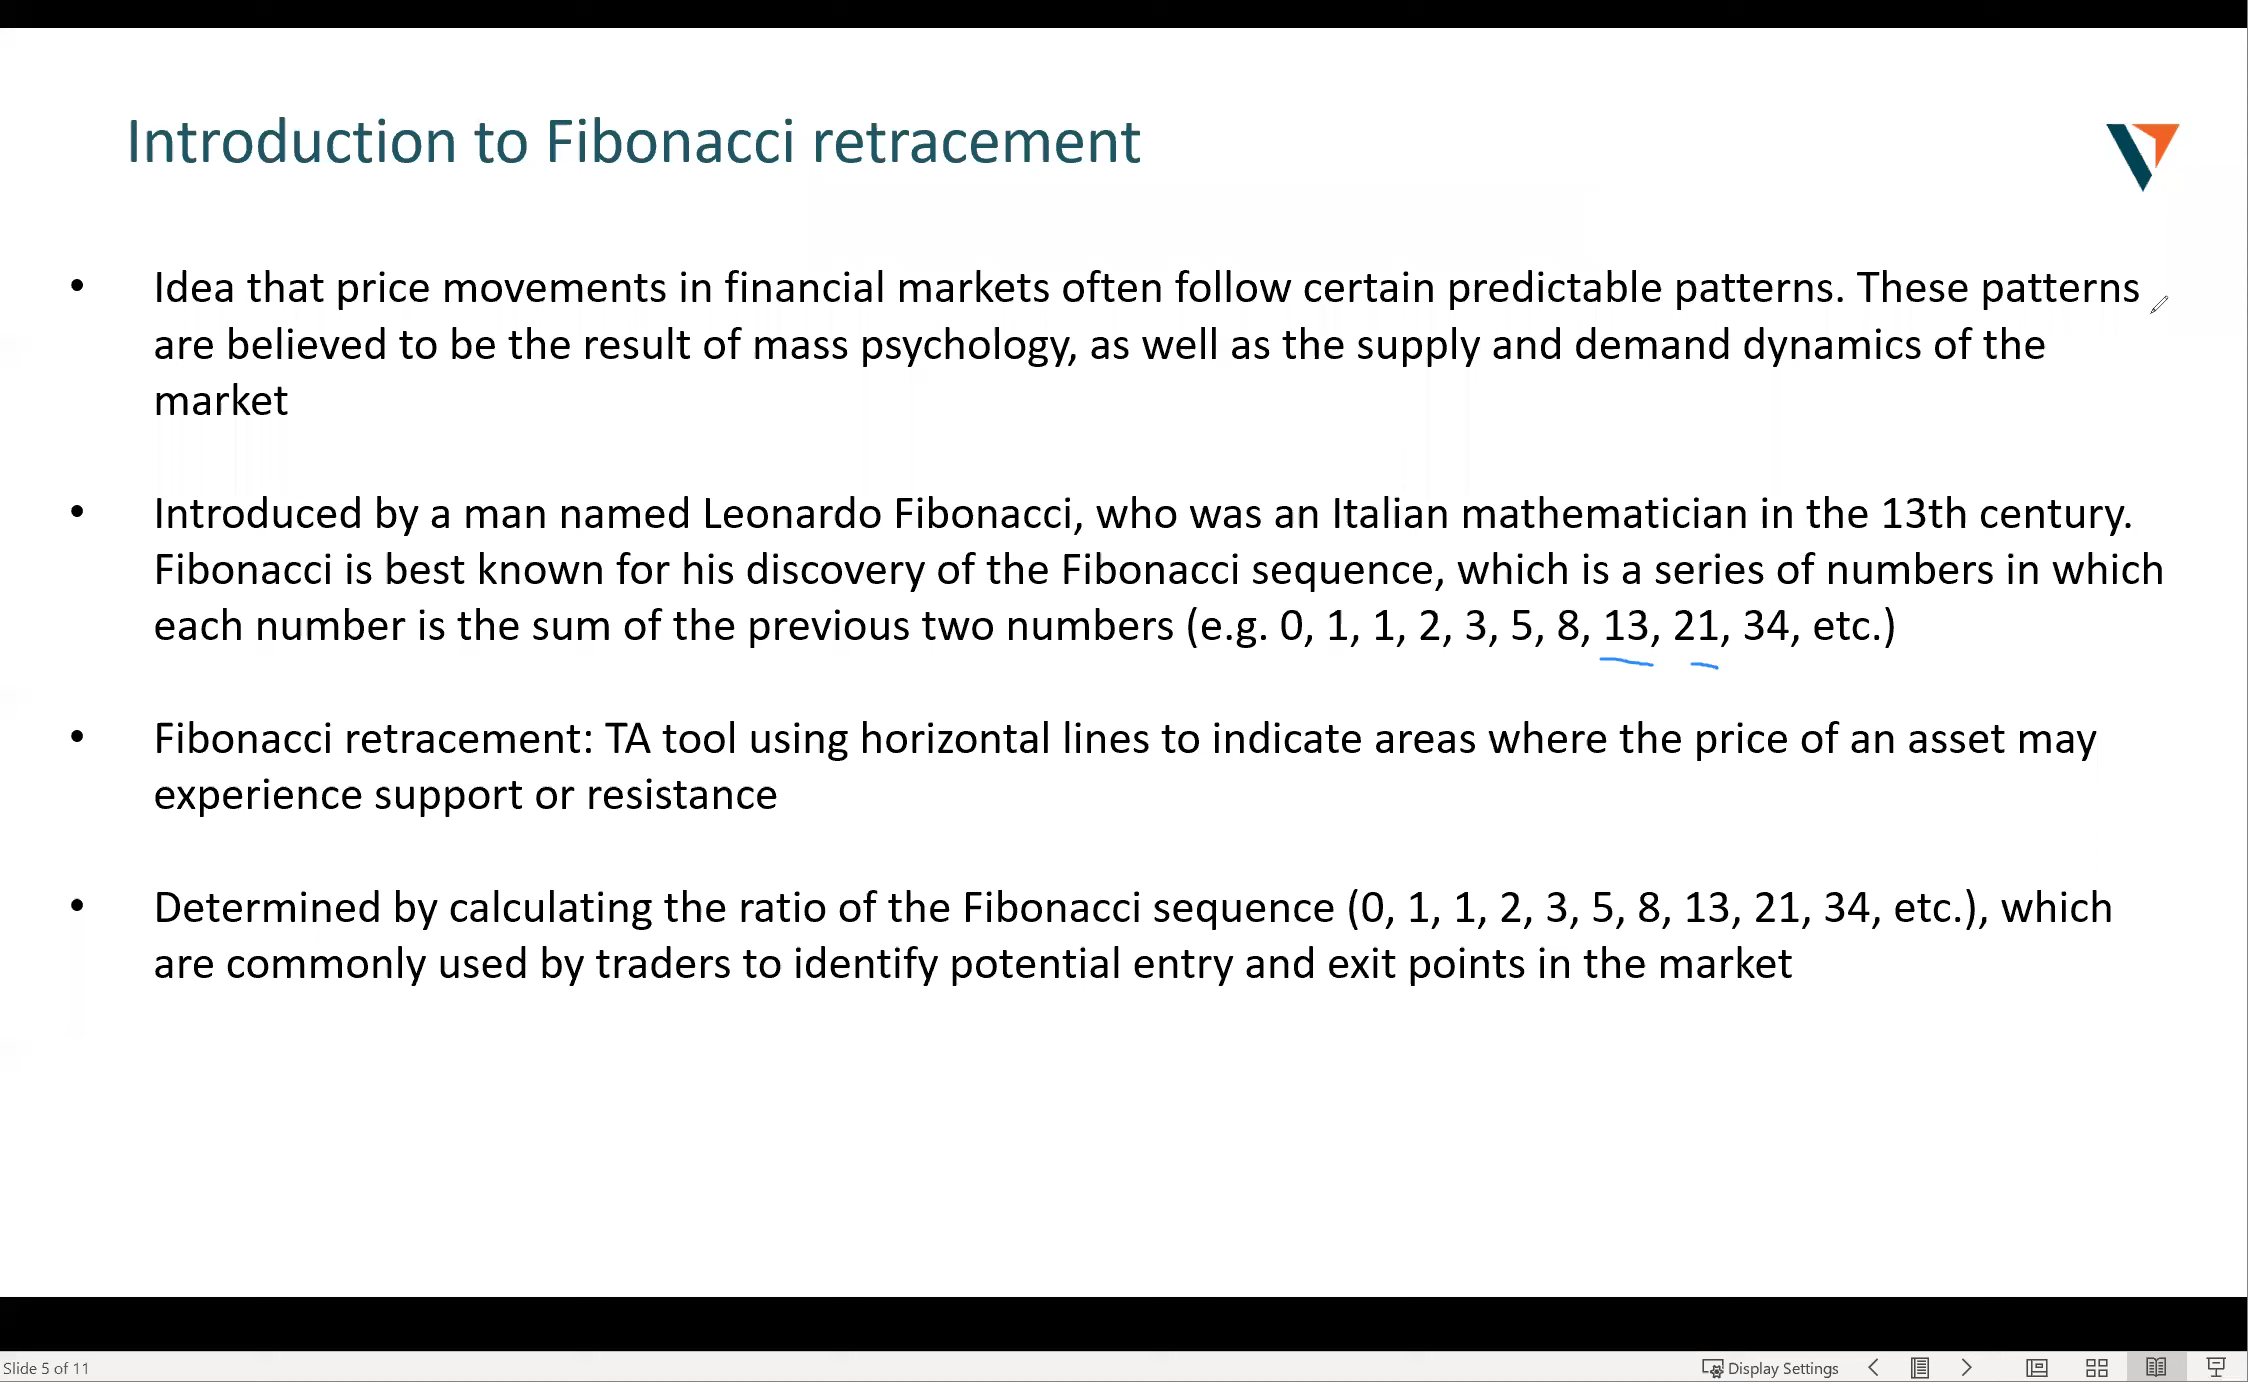 Introduction to Fibonacci retracement
• Idea that price movements in financial markets often follow certain predictable patterns. These patterns
are believed to be the result of mass psychology, as well as the supply and demand dynamics of the
market
• Introduced by a man named Leonardo Fibonacci, who was an Italian mathematician in the 13th century.
Fibonacci is best known for his discovery of the Fibonacci sequence, which is a series of numbers in which
each number is the sum of the previous two numbers (e.g. 0, 1, 1, 2, 3, 5, 8, 13, 21, 34, etc.)
• Fibonacci retracement: TA tool using horizontal lines to indicate areas where the price of an asset may
experience support or resistance
• Determined by calculating the ratio of the Fibonacci sequence (0, 1, 1, 2, 3, 5, 8, 13, 21, 34, etc.), which
are commonly used by traders to identify potential entry and exit points in the market
Slide 5 of 11
Display Settings